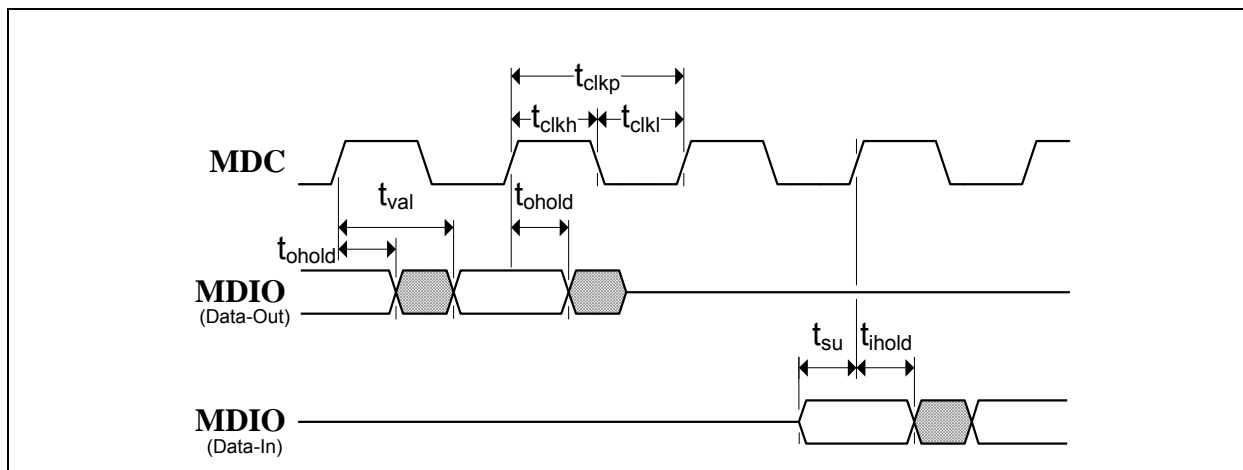 tclkp
tclkh tclkl
MDC
tval
tohold
tohold
MDIO
(Data-Out)
tsu tihold
MDIO
(Data-In)